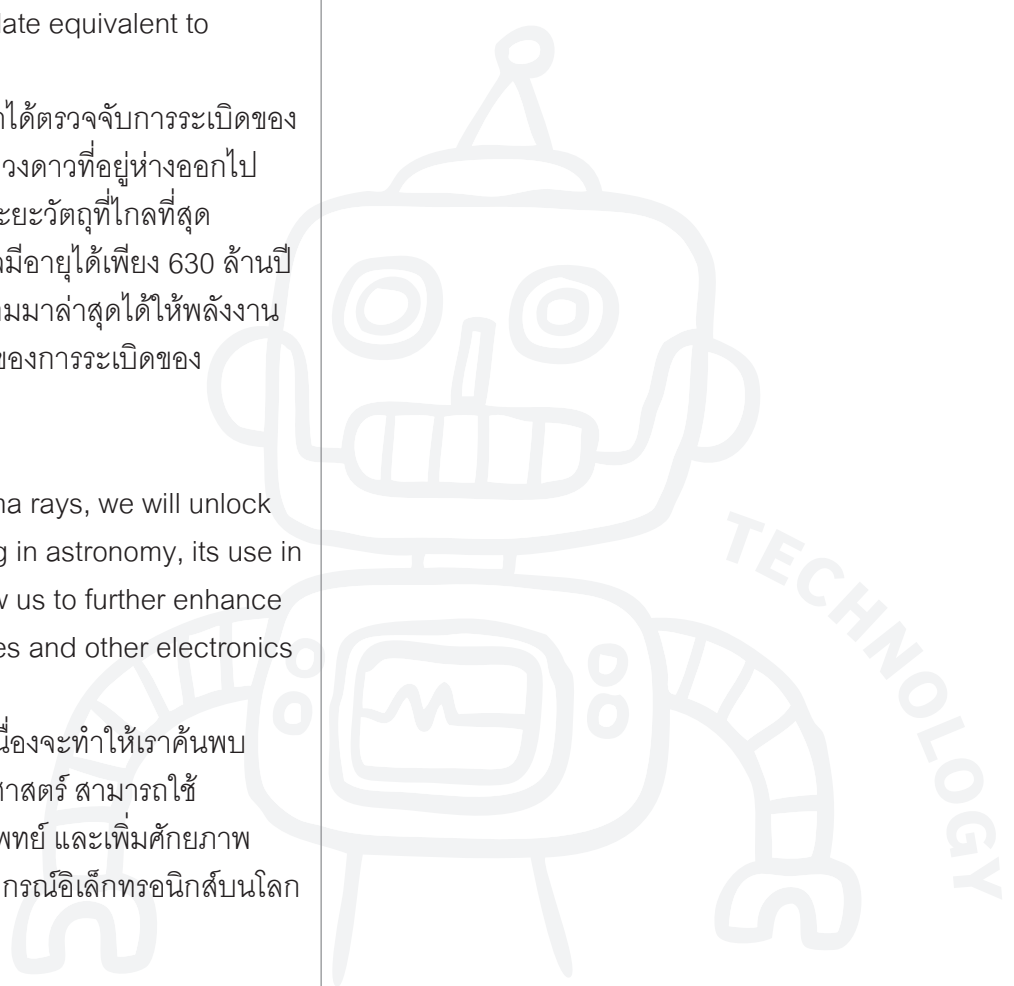 late equivalent to
ได้ตรวจจับการระเบิดของ
วงดาวที่อยู่ห่างออกไป
ะยะวัตถุที่ไกลที่สุด
มีอายุได้เพียง 630 ล้านปี
ามมาล่าสุดได้ให้พลังงาน
ของการระเบิดของ
na rays, we will unlock
g in astronomy, its use in
w us to further enhance
es and other electronics
นื่องจะทำให้เราค้นพบ
ศาสตร์ สามารถใช้
พทย์ และเพิ่มศักยภาพ
กรณ์อิเล็กทรอนิกส์บนโลก
TECHNOLOGY